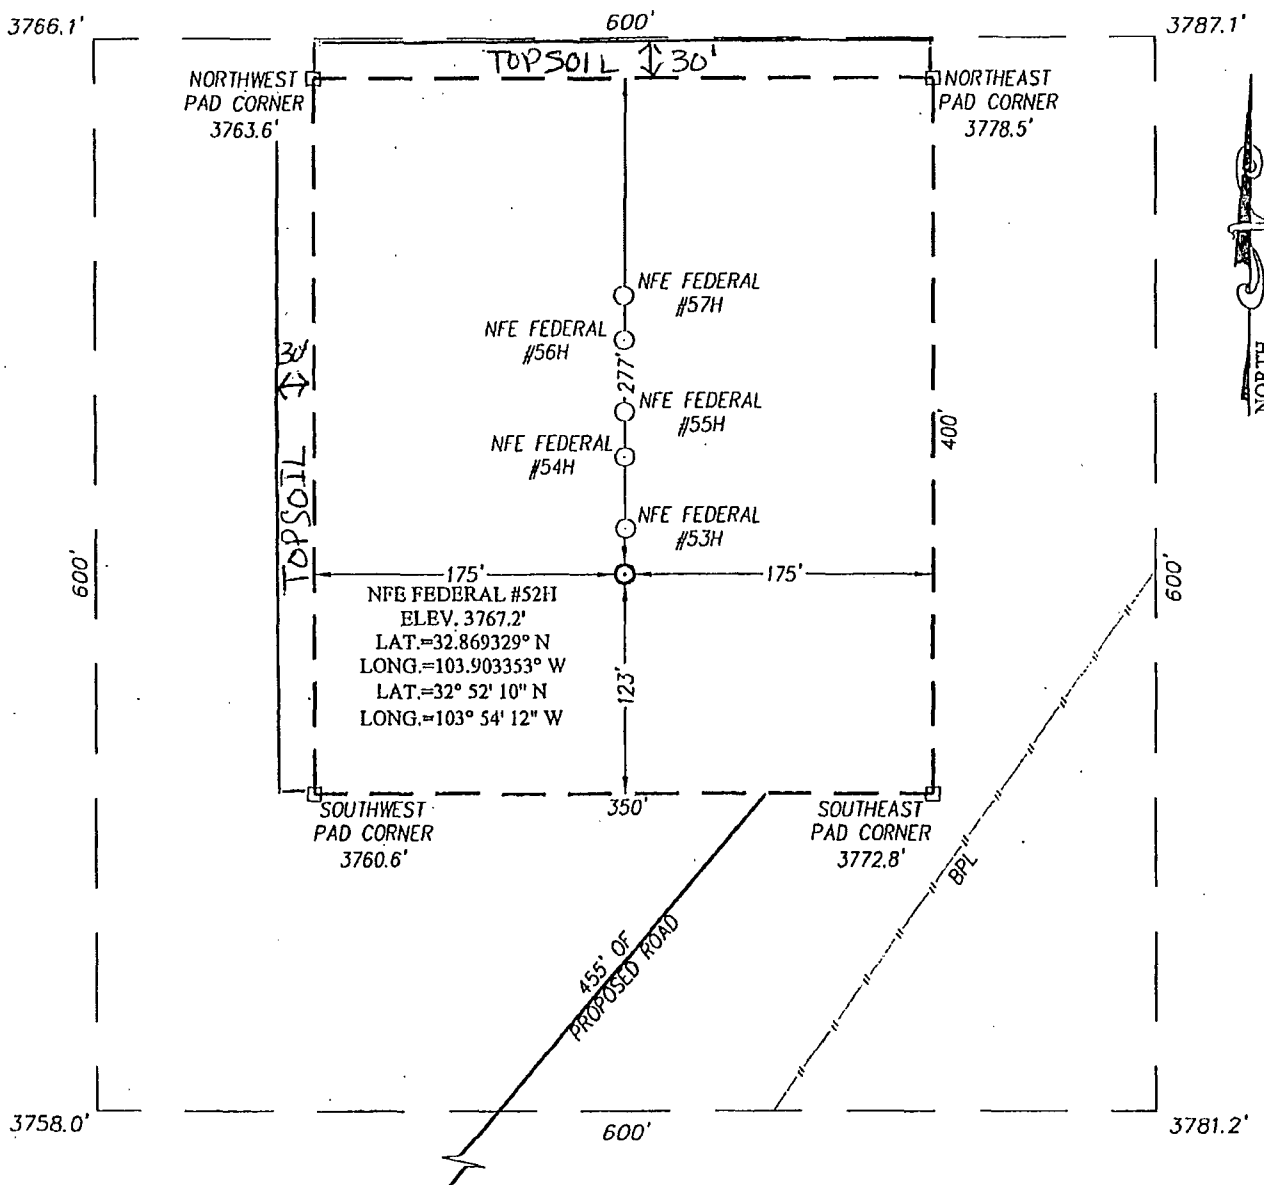 3766.1'
600'
3787.1'
TOPSOIL 30'
NORTHWEST
PAD CORNER
3763.6'
NORTHEAST
PAD CORNER
3778.5'
NORTH
NFE FEDERAL
#57H
NFE FEDERAL
#56H
277'
30'
NFE FEDERAL
#55H
NFE FEDERAL
#54H
400'
TOPSOIL
NFE FEDERAL
#53H
600'
175'
175'
600'
NFE FEDERAL #52H
ELEV. 3767.2'
LAT.=32.869329° N
LONG.=103.903353° W
LAT.=32° 52' 10" N
LONG.=103° 54' 12" W
123'
SOUTHWEST
PAD CORNER
3760.6'
350'
SOUTHEAST
PAD CORNER
3772.8'
BPL
455' OF
PROPOSED ROAD
3758.0'
600'
3781.2'